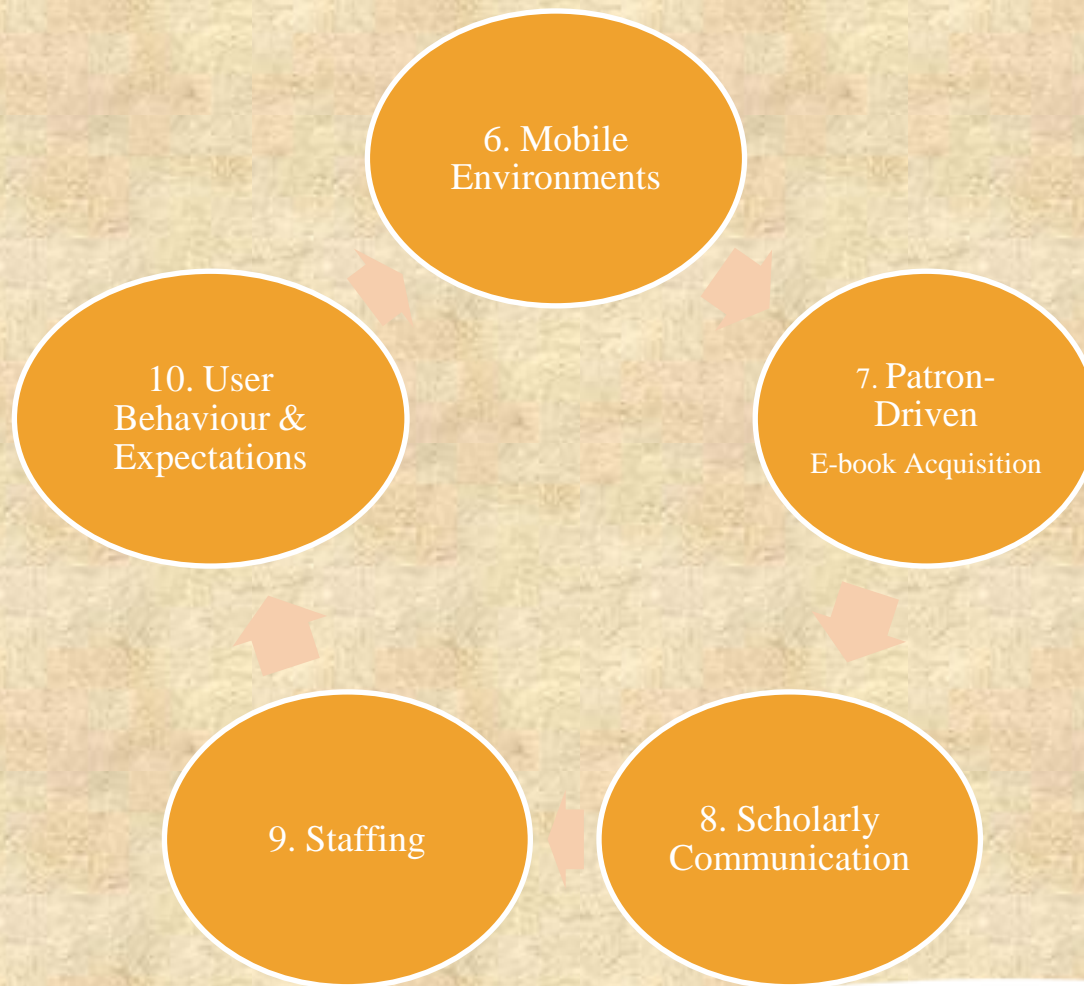 6. Mobile
Environments
7. Patron-
Driven
E-book Acquisition
8. Scholarly
Communication
9. Staffing
10. User
Behaviour &
Expectations